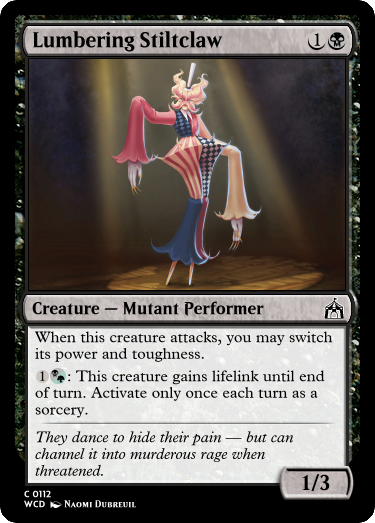 Lumbering Stiltclaw 1
Creature — Mutant Performer
When this creature attacks, you may switch
its power and toughness.
1 : This creature gains lifelink until end
of turn. Activate only once each turn as a
sorcery.
They dance to hide their pain — but can
channel it into murderous rage when
threatened.
1/3
C 0112
WCD Naomi Dubreuil